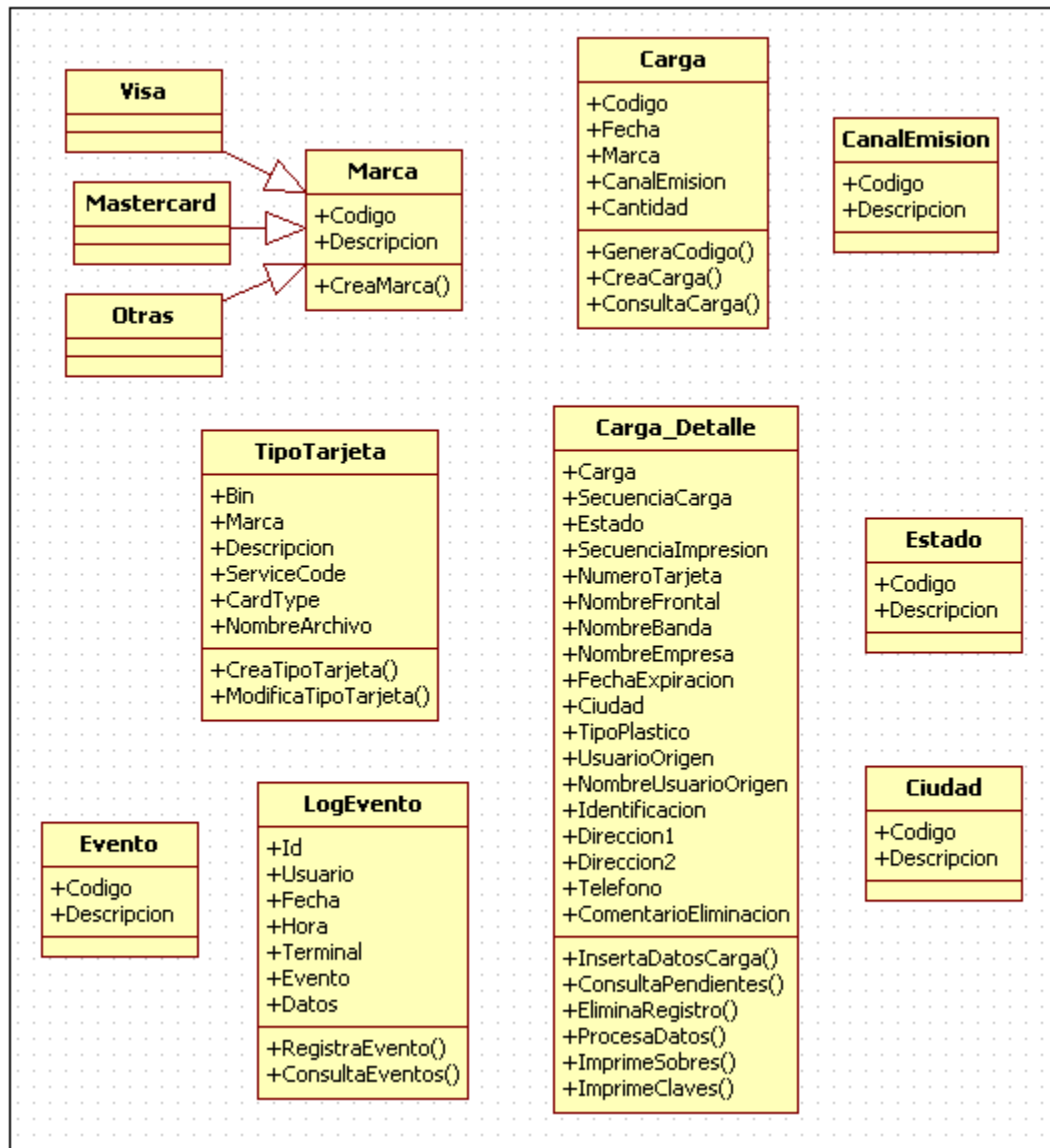 Visa
Mastercard
Otras
Marca
+Codigo
+Descripcion
+CreaMarca()
Carga
+Codigo
+Fecha
+Marca
+CanalEmision
+Cantidad
+GeneraCodigo()
+CreaCarga()
+ConsultaCarga()
CanalEmision
+Codigo
+Descripcion
TipoTarjeta
+Bin
+Marca
+Descripcion
+ServiceCode
+CardType
+NombreArchivo
+CreaTipoTarjeta()
+ModificaTipoTarjeta()
Carga_Detalle
+Carga
+SecuenciaCarga
+Estado
+SecuenciaImpresion
+NumeroTarjeta
+NombreFrontal
+NombreBanda
+NombreEmpresa
+FechaExpiracion
+Ciudad
+TipoPlastico
+UsuarioOrigen
+NombreUsuarioOrigen
+Identificacion
+Direccion1
+Direccion2
+Telefono
+ComentarioEliminacion
+InsertaDatosCarga()
+ConsultaPendientes()
+EliminaRegistro()
+ProcesaDatos()
+ImprimeSobres()
+ImprimeClaves()
Estado
+Codigo
+Descripcion
Evento
+Codigo
+Descripcion
LogEvento
+Id
+Usuario
+Fecha
+Hora
+Terminal
+Evento
+Datos
+RegistraEvento()
+ConsultaEventos()
Ciudad
+Codigo
+Descripcion